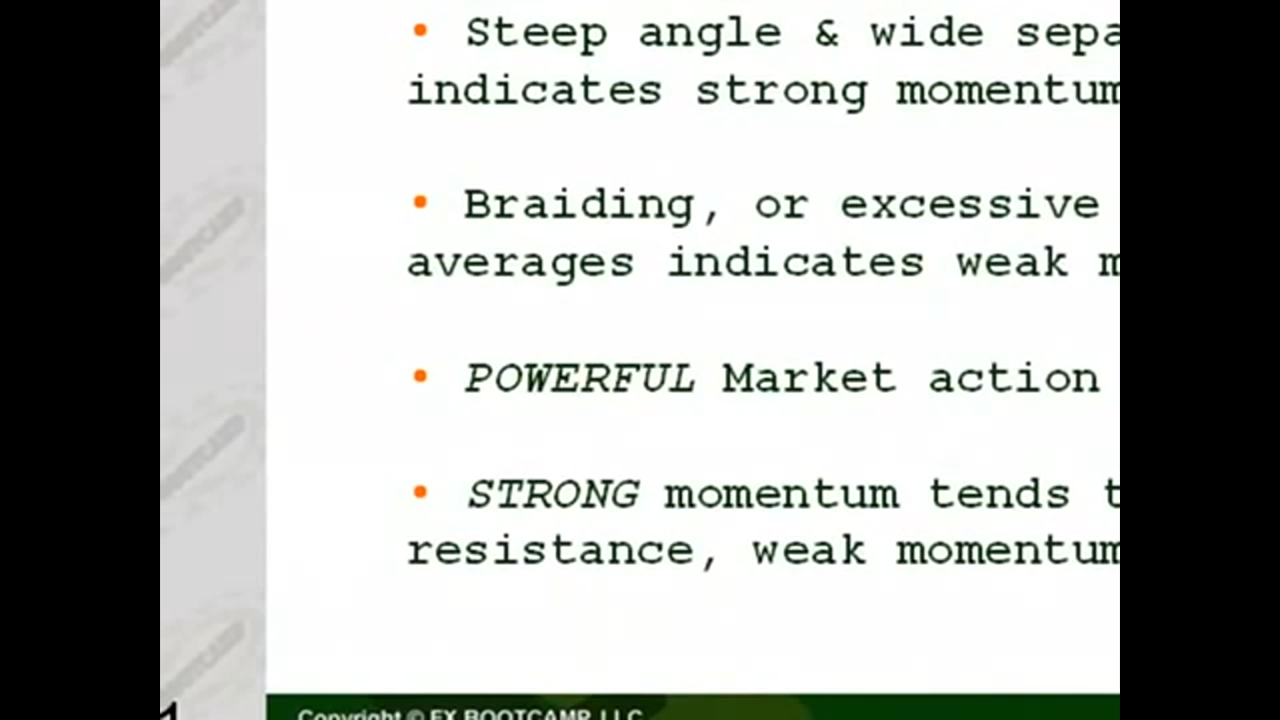 • Steep angle & wide sepa
indicates strong momentum
• Braiding, or excessive
averages indicates weak m
• POWERFUL Market action
• STRONG momentum tends t
resistance, weak momentum
Copyright © FX BOOTCAMP, LLC